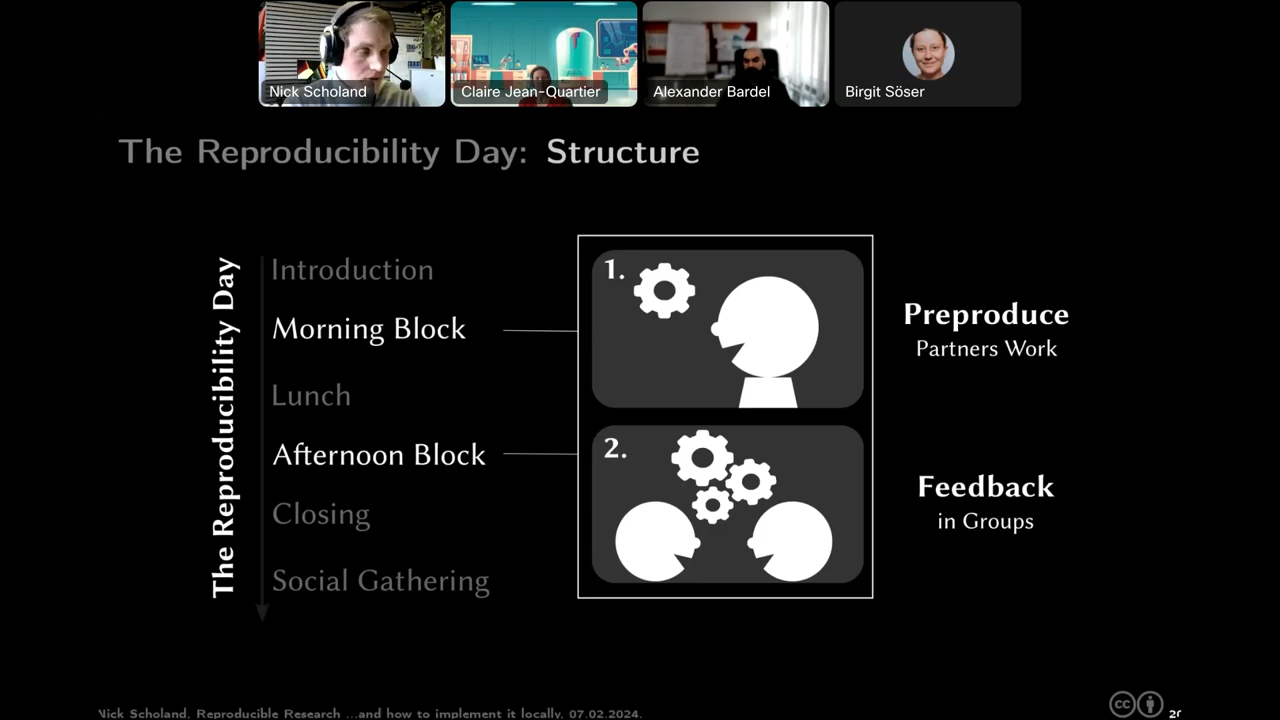 Nick Scholand
Claire Jean-Quartier
Alexander Bardel
Birgit Söser
The Reproducibility Day: Structure
The Reproducibility Day
Introduction
Morning Block
Lunch
Afternoon Block
Closing
Social Gathering
1.
2.
Preproduce
Partners Work
Feedback
in Groups
Nick Scholand, Reproducible Research ...and how to implement it locally, 07.02.2024.
cc